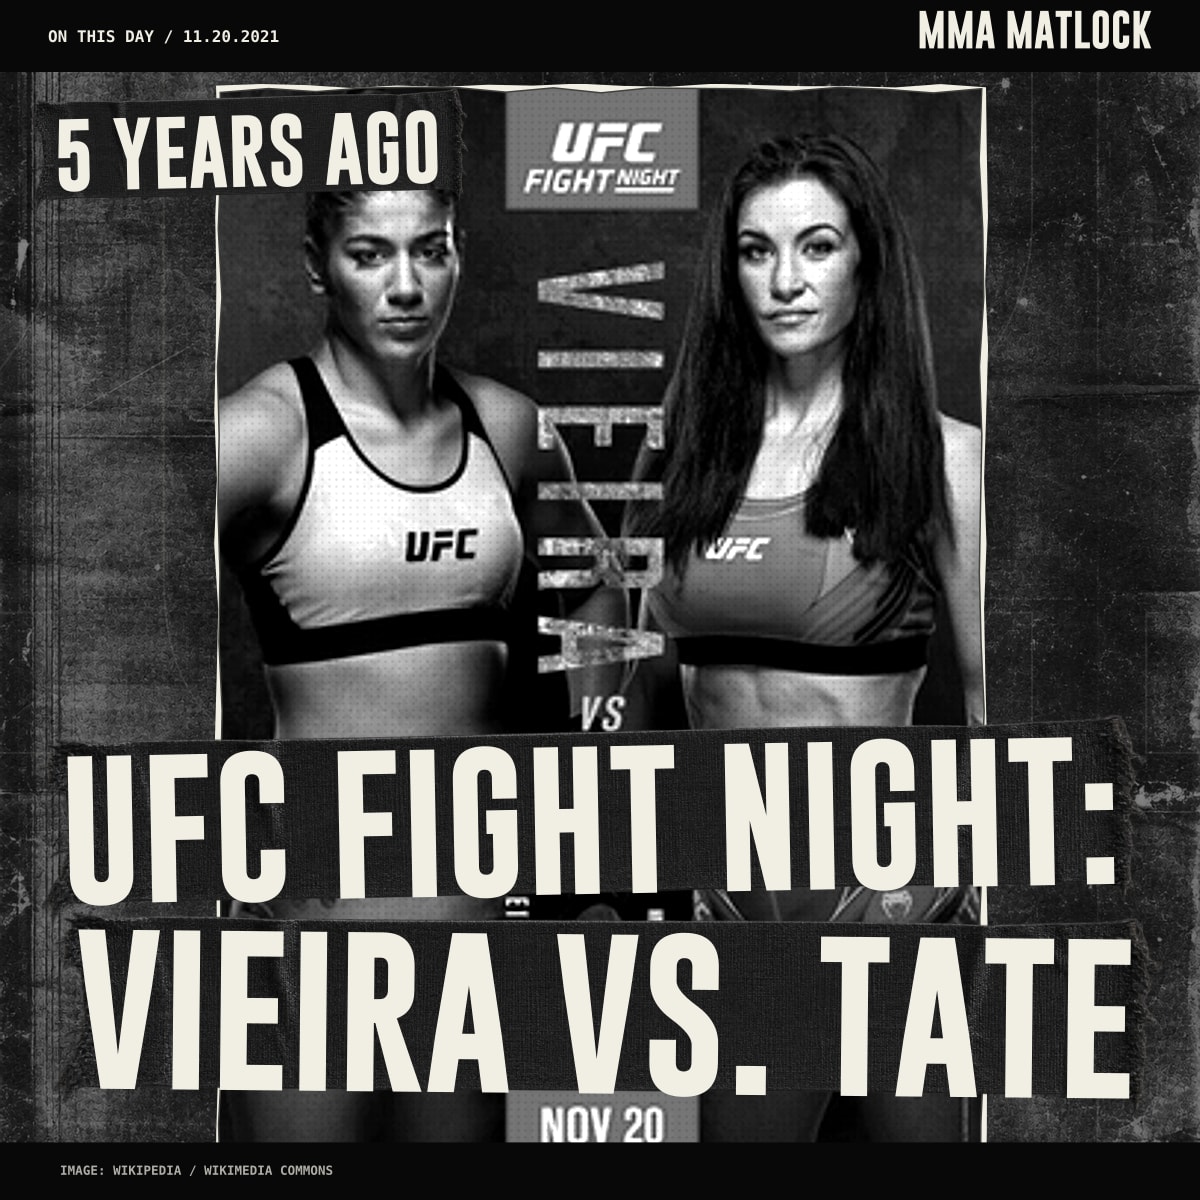 ON THIS DAY / 11.20.2021
MMA MATLOCK
5 YEARS AGO
UFC
FIGHT NIGHT
VIEIRA
VS
UFC
UFC
UFC FIGHT NIGHT:
VIEIRA VS. TATE
NOV 20
IMAGE: WIKIPEDIA / WIKIMEDIA COMMONS